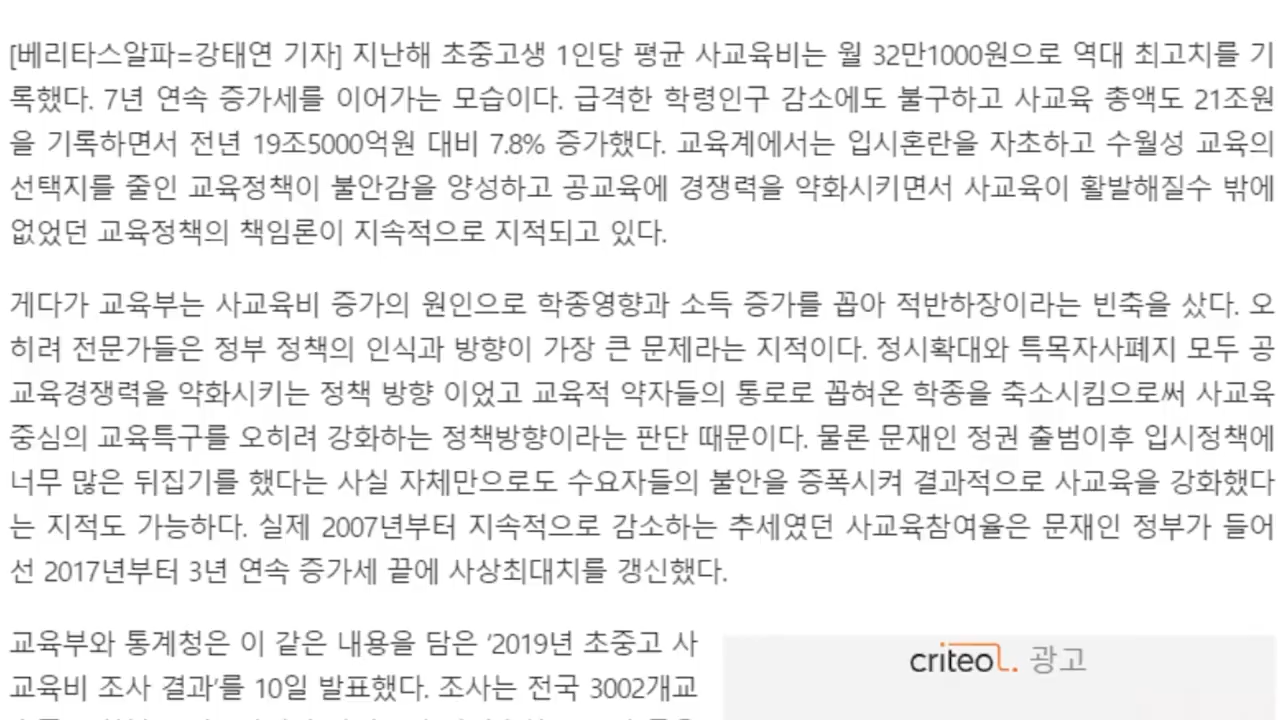 [베리타스알파=강태연 기자] 지난해 초중고생 1인당 평균 사교육비는 월 32만1000원으로 역대 최고치를 기
록했다. 7년 연속 증가세를 이어가는 모습이다. 급격한 학령인구 감소에도 불구하고 사교육 총액도 21조원
을 기록하면서 전년 19조5000억원 대비 7.8% 증가했다. 교육계에서는 입시혼란을 자초하고 수월성 교육의
선택지를 줄인 교육정책이 불안감을 양성하고 공교육에 경쟁력을 약화시키면서 사교육이 활발해질수 밖에
없었던 교육정책의 책임론이 지속적으로 지적되고 있다.
게다가 교육부는 사교육비 증가의 원인으로 학종영향과 소득 증가를 꼽아 적반하장이라는 빈축을 샀다. 오
히려 전문가들은 정부 정책의 인식과 방향이 가장 큰 문제라는 지적이다. 정시확대와 특목자사폐지 모두 공
교육경쟁력을 약화시키는 정책 방향 이었고 교육적 약자들의 통로로 꼽혀온 학종을 축소시킴으로써 사교육
중심의 교육특구를 오히려 강화하는 정책방향이라는 판단 때문이다. 물론 문재인 정권 출범이후 입시정책에
너무 많은 뒤집기를 했다는 사실 자체만으로도 수요자들의 불안을 증폭시켜 결과적으로 사교육을 강화했다
는 지적도 가능하다. 실제 2007년부터 지속적으로 감소하는 추세였던 사교육참여율은 문재인 정부가 들어
선 2017년부터 3년 연속 증가세 끝에 사상최대치를 갱신했다.
교육부와 통계청은 이 같은 내용을 담은 ‘2019년 초중고 사
교육비 조사 결과’를 10일 발표했다. 조사는 전국 3002개교
criteo. 광고